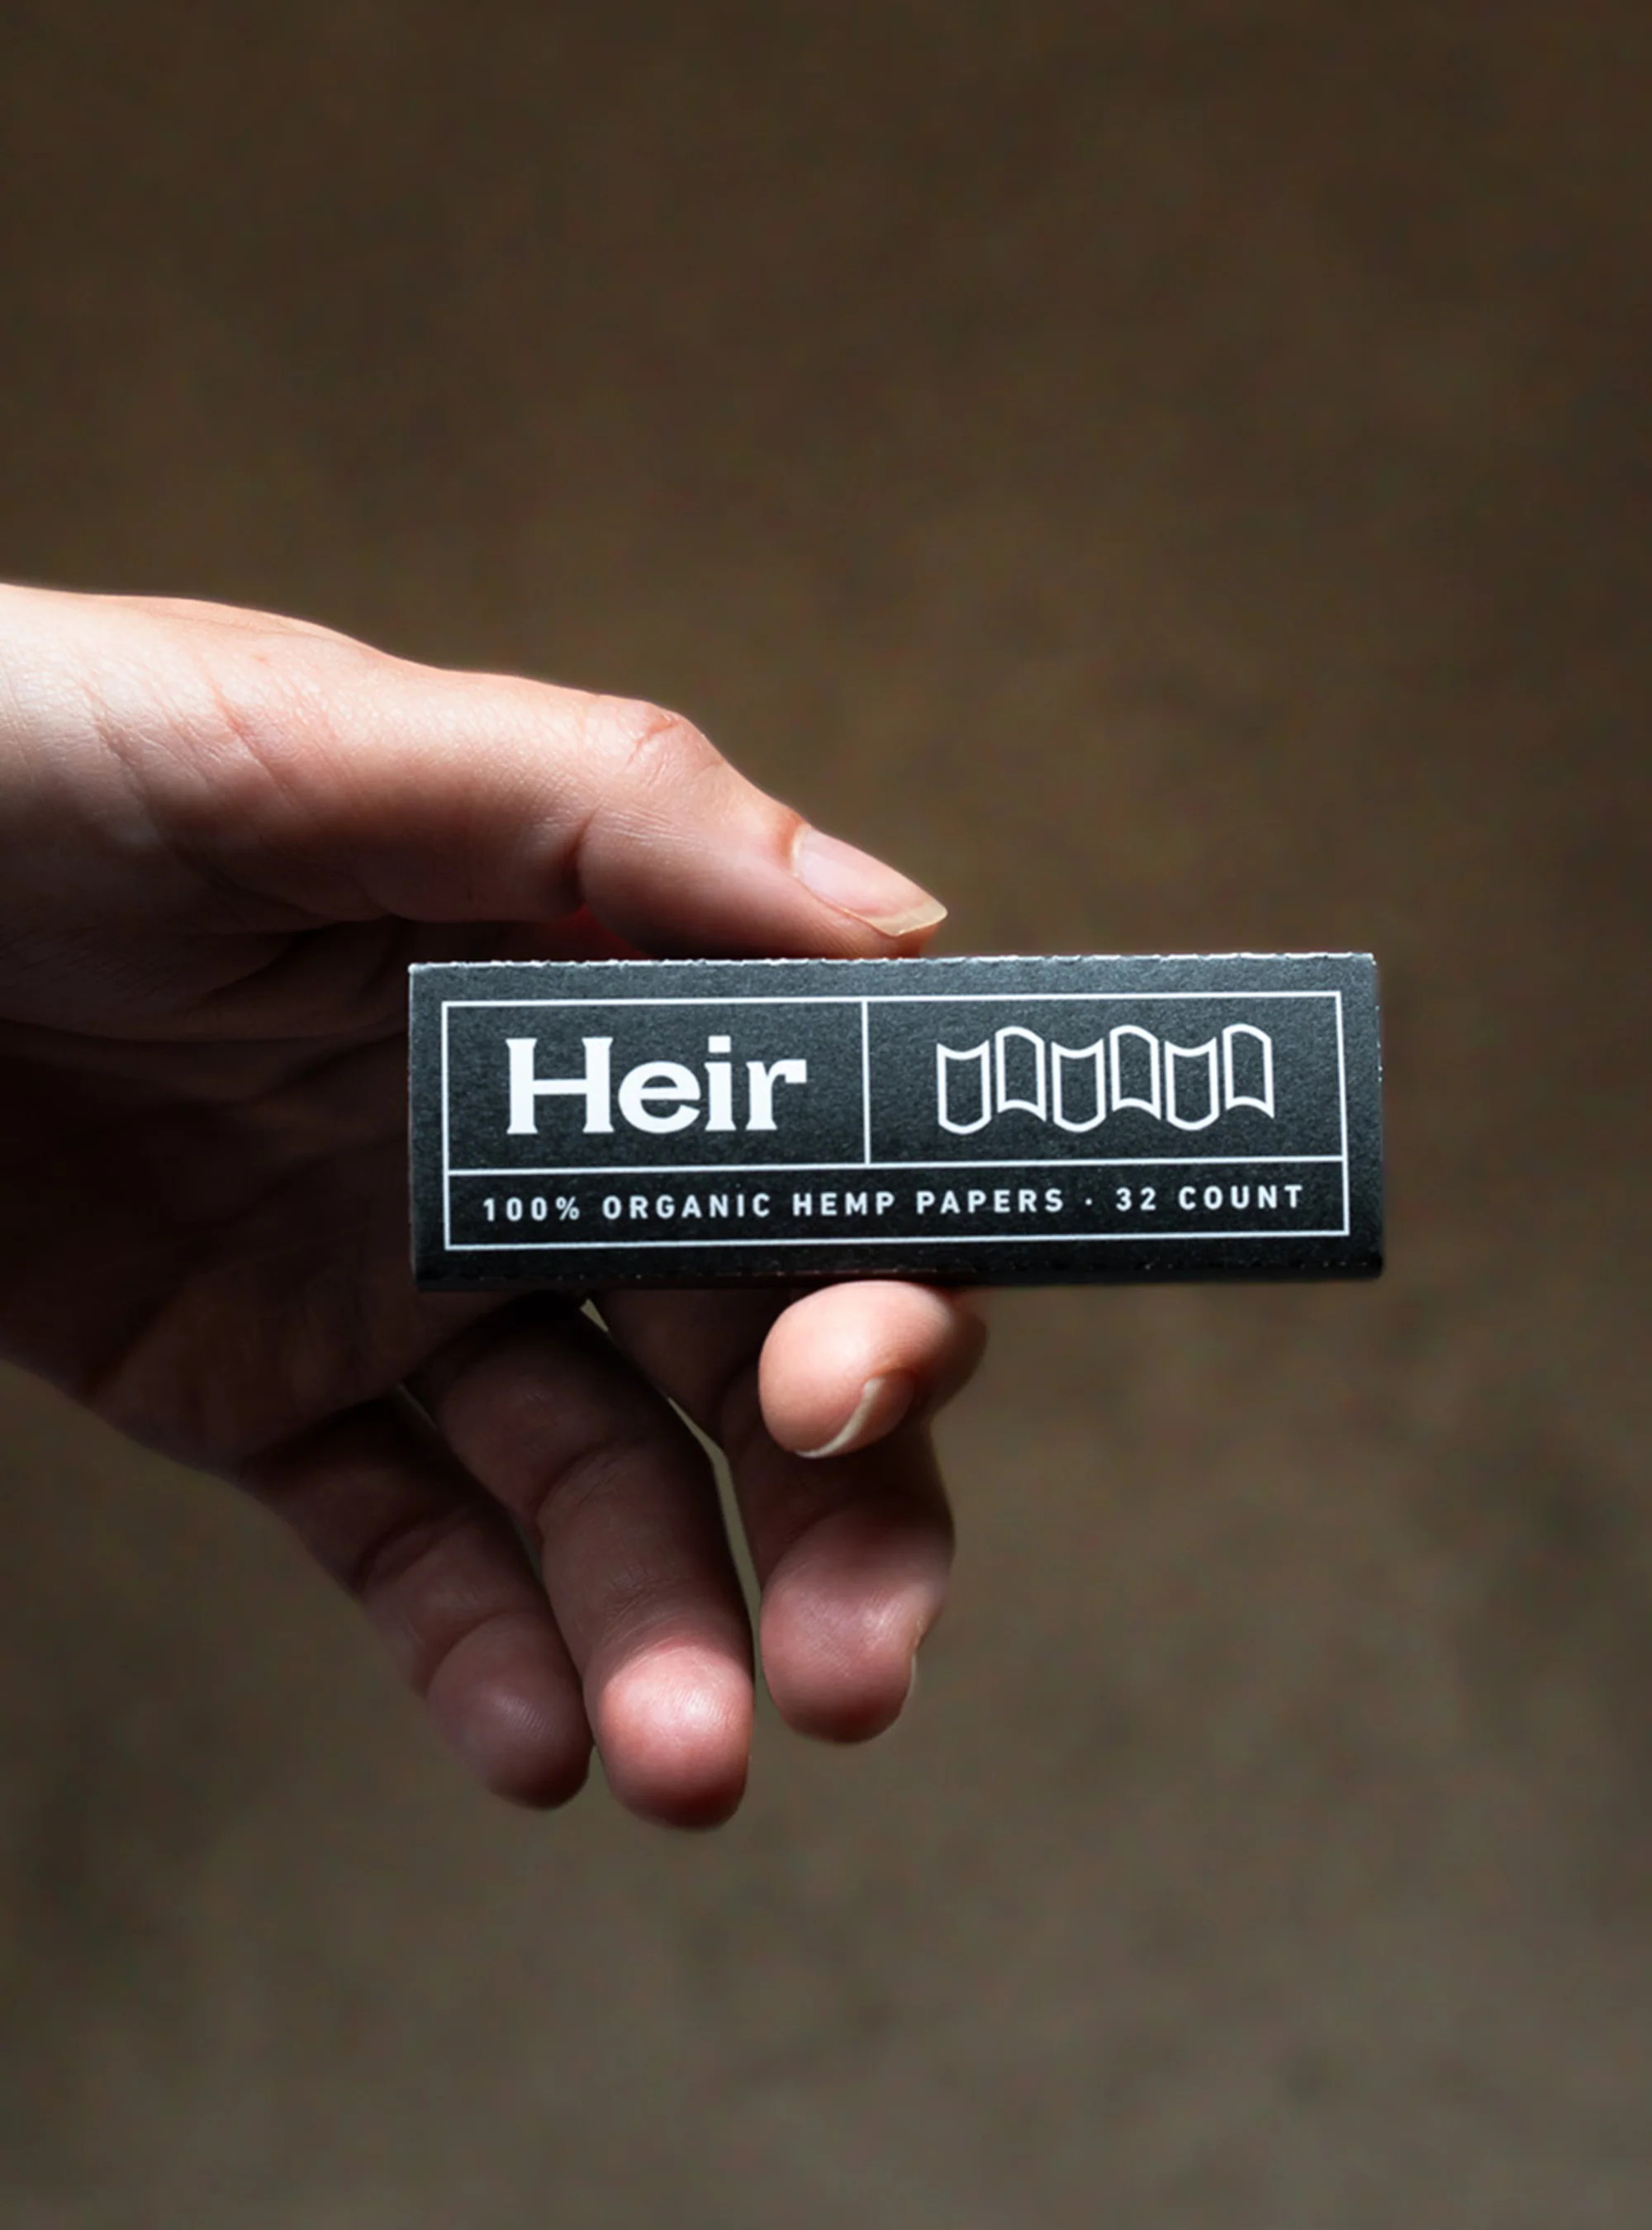 Heir
100% ORGANIC HEMP PAPERS · 32 COUNT